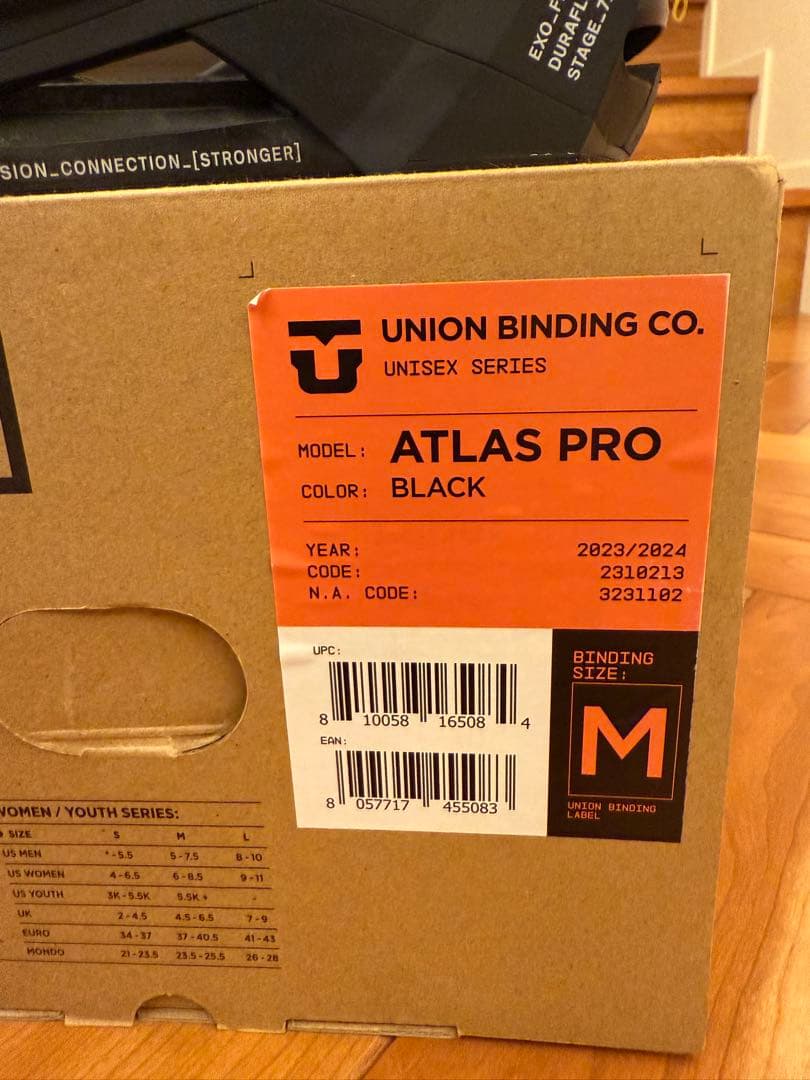 EXO_F
DURAFL
STAGE_7
SION_CONNECTION_[STRONGER]
UNION BINDING CO.
UNISEX SERIES
MODEL: ATLAS PRO
COLOR: BLACK
YEAR: 2023/2024
CODE: 2310213
N.A. CODE: 3231102
UPC:
8 10058 16508 4
EAN:
8 057717 455083
BINDING
SIZE:
M
UNION BINDING
LABEL
WOMEN / YOUTH SERIES:
SIZE S M L
US MEN *-5.5 5-7.5 8-10
US WOMEN 4-6.5 6-8.5 9-11
US YOUTH 3K-5.5K 5.5K+ -
UK 2-4.5 4.5-6.5 7-9
EURO 34-37 37-40.5 41-43
MONDO 21-23.5 23.5-25.5 26-28